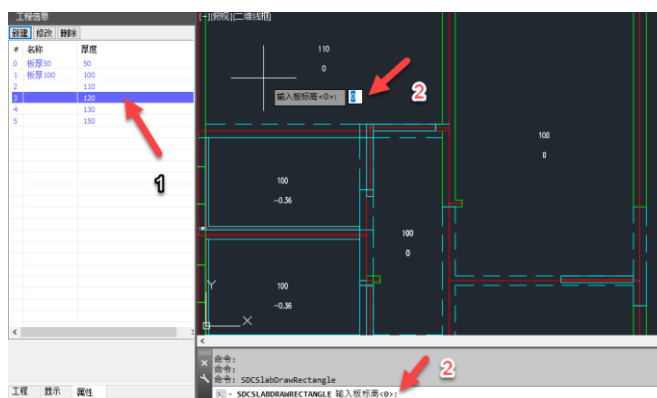 工程信息
新建 修改 删除
# 名称 厚度
0 板厚50 50
1 板厚100 100
2 110
3 120
4 130
5 150
工程 显示 属性
[-][俯视][二维线框]
110
0
输入板标高<0>: 0
2
1
100
0
100
-0.36
100
0
100
-0.36
Y
X
命令:
命令:
命令: SDCSlabDrawRectangle
2
SDCSLABDRAWRECTANGLE 输入板标高<0>: